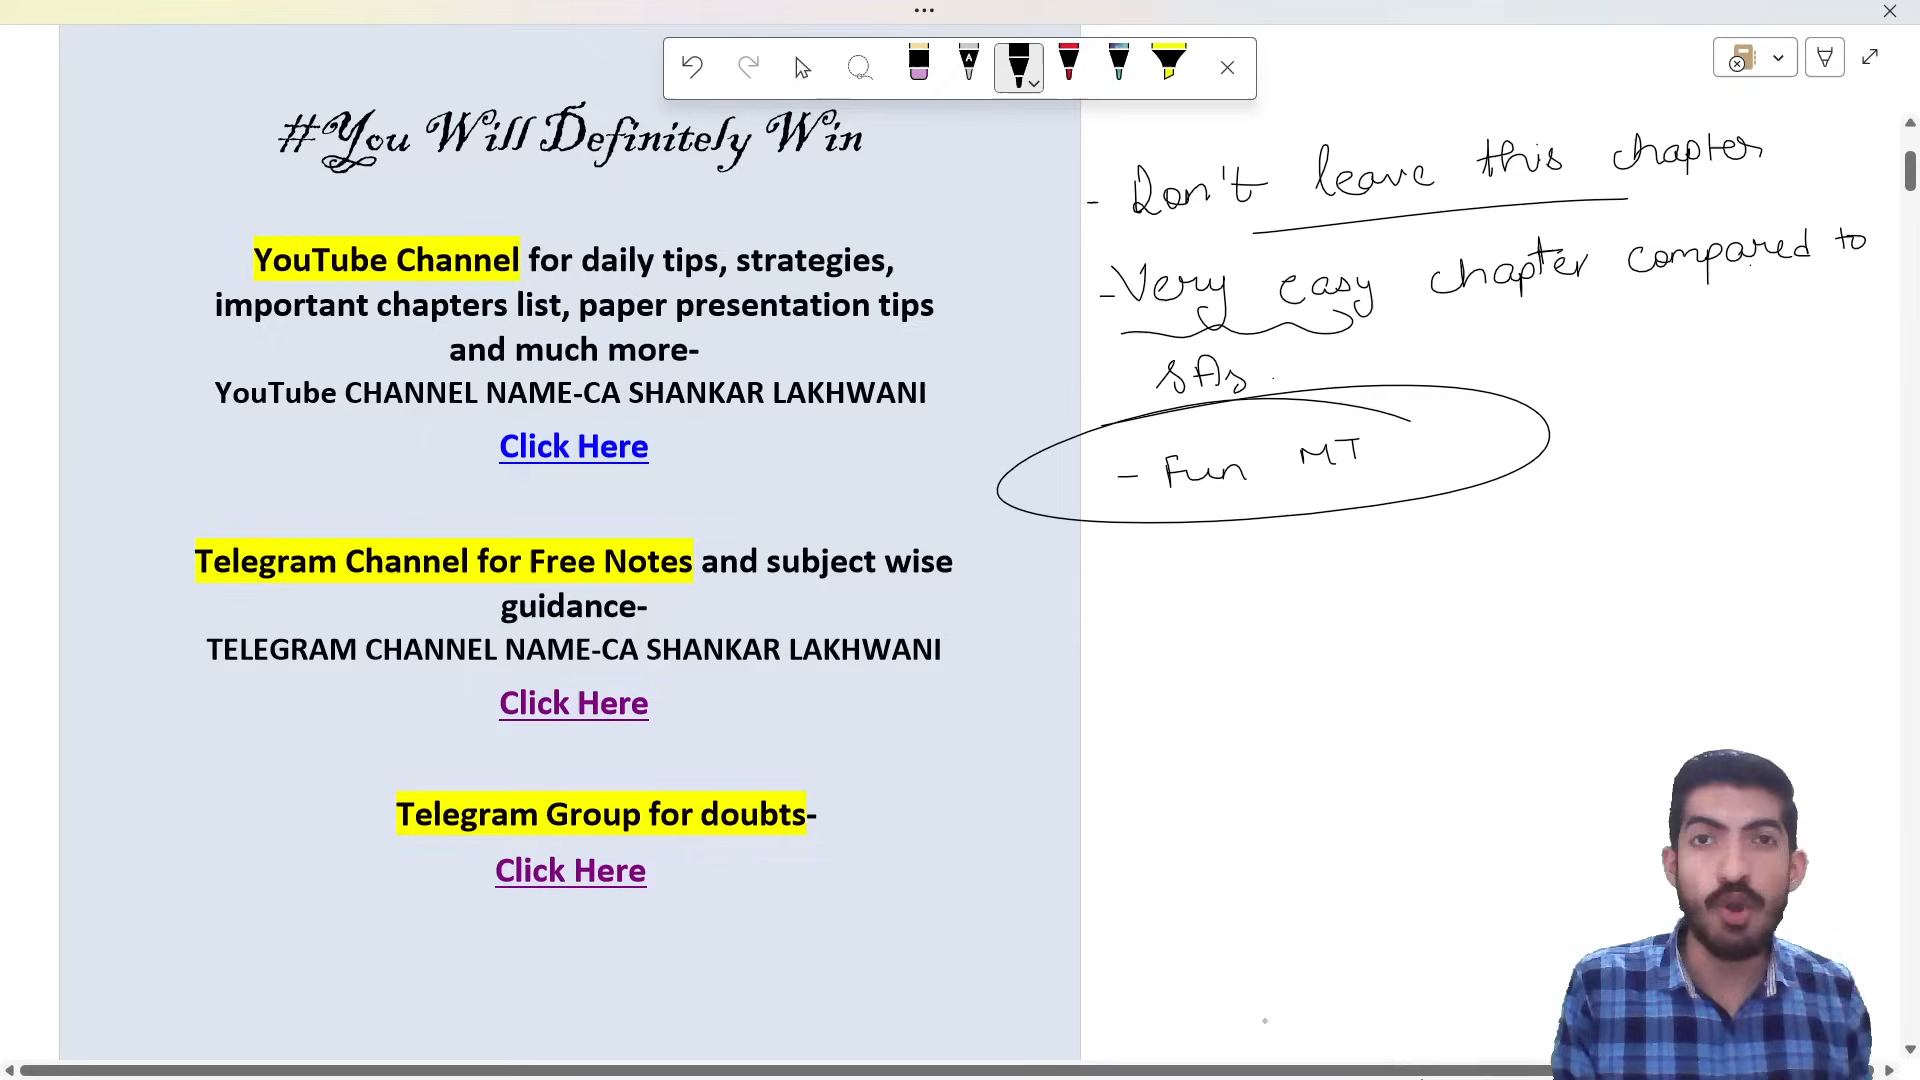 #You Will Definitely Win
YouTube Channel for daily tips, strategies,
important chapters list, paper presentation tips
and much more-
YouTube CHANNEL NAME-CA SHANKAR LAKHWANI
Click Here
Telegram Channel for Free Notes and subject wise
guidance-
TELEGRAM CHANNEL NAME-CA SHANKAR LAKHWANI
Click Here
Telegram Group for doubts-
Click Here
- Don't leave this chapter
- Very easy chapter compared to
SAs
- Fun MT